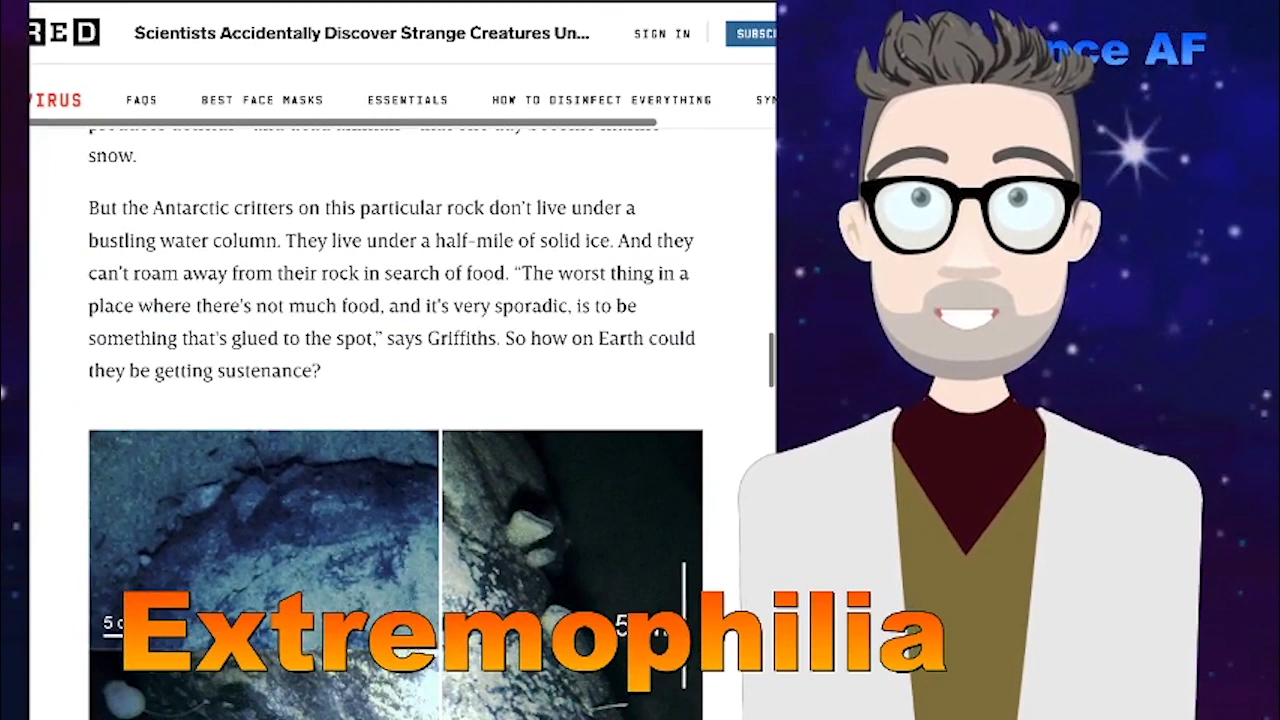 RED
Scientists Accidentally Discover Strange Creatures Un...
SIGN IN
SUBSC
nce AF
VIRUS
FAQS
BEST FACE MASKS
ESSENTIALS
HOW TO DISINFECT EVERYTHING
SYM
snow.
But the Antarctic critters on this particular rock don't live under a
bustling water column. They live under a half-mile of solid ice. And they
can't roam away from their rock in search of food. “The worst thing in a
place where there's not much food, and it's very sporadic, is to be
something that's glued to the spot,” says Griffiths. So how on Earth could
they be getting sustenance?
5 c
5
Extremophilia